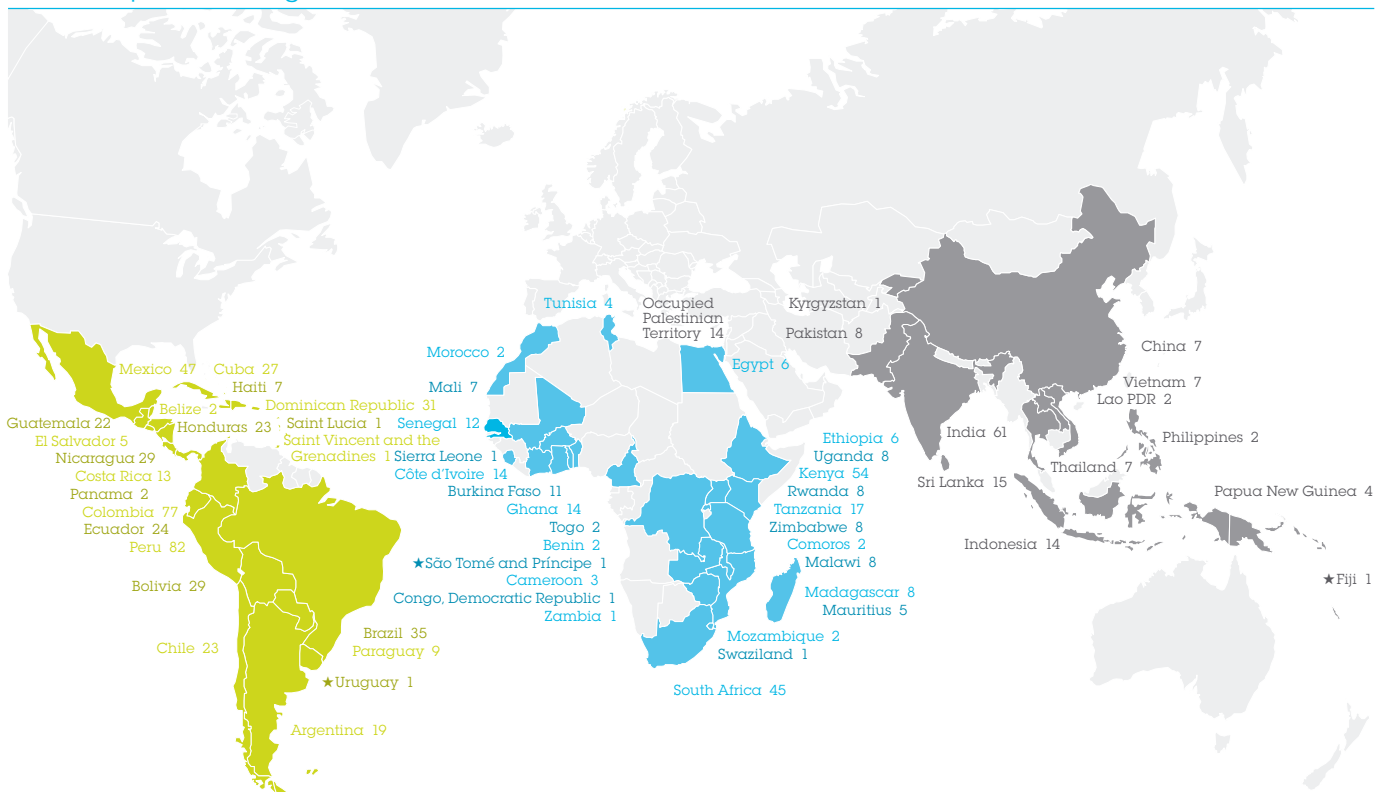 Mexico 47
Cuba 27
Haiti 7
Belize 2
Dominican Republic 31
Guatemala 22
Honduras 23
Saint Lucia 1
El Salvador 5
Saint Vincent and the
Grenadines 1
Nicaragua 29
Costa Rica 13
Panama 2
Colombia 77
Ecuador 24
Peru 82
Bolivia 29
Chile 23
Brazil 35
Paraguay 9
★Uruguay 1
Argentina 19
Tunisia 4
Morocco 2
Mali 7
Senegal 12
Sierra Leone 1
Côte d’Ivoire 14
Burkina Faso 11
Ghana 14
Togo 2
Benin 2
★São Tomé and Príncipe 1
Cameroon 3
Congo, Democratic Republic 1
Zambia 1
Egypt 6
Ethiopia 6
Uganda 8
Kenya 54
Rwanda 8
Tanzania 17
Zimbabwe 8
Comoros 2
Malawi 8
Madagascar 8
Mauritius 5
Mozambique 2
Swaziland 1
South Africa 45
Occupied
Palestinian
Territory 14
Kyrgyzstan 1
Pakistan 8
China 7
Vietnam 7
Lao PDR 2
India 61
Philippines 2
Thailand 7
Sri Lanka 15
Papua New Guinea 4
Indonesia 14
★Fiji 1